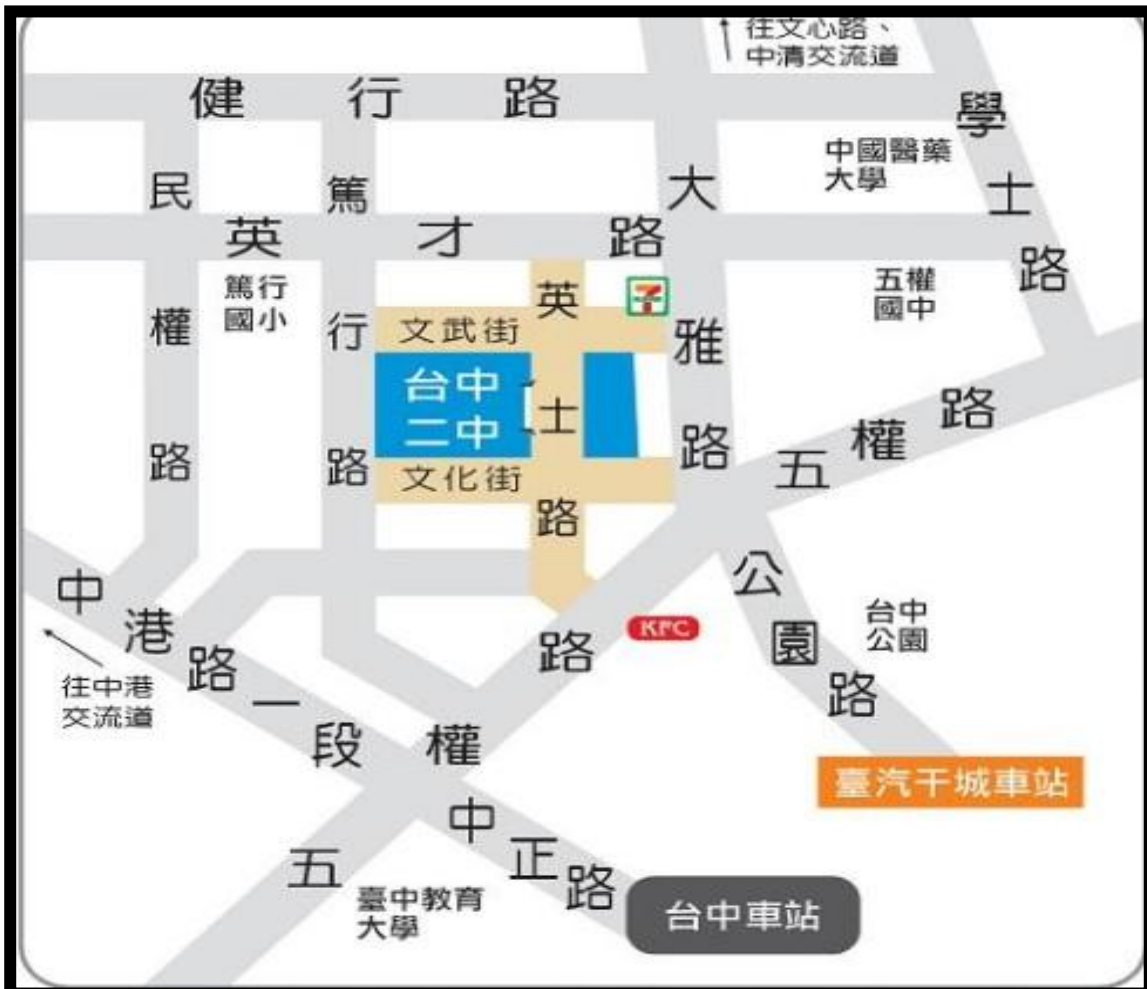 往文心路、
中清交流道
健行路
學士路
中國醫藥
大學
民權路
篤行路
大雅路
英才路
篤行
國小
英士路
7
ELEVEN
五權
國中
文武街
台中
二中
文化街
五權路
公園路
台中
公園
KFC
中港路一段
往中港
交流道
五權路
中正路
臺汽干城車站
臺中教育
大學
台中車站